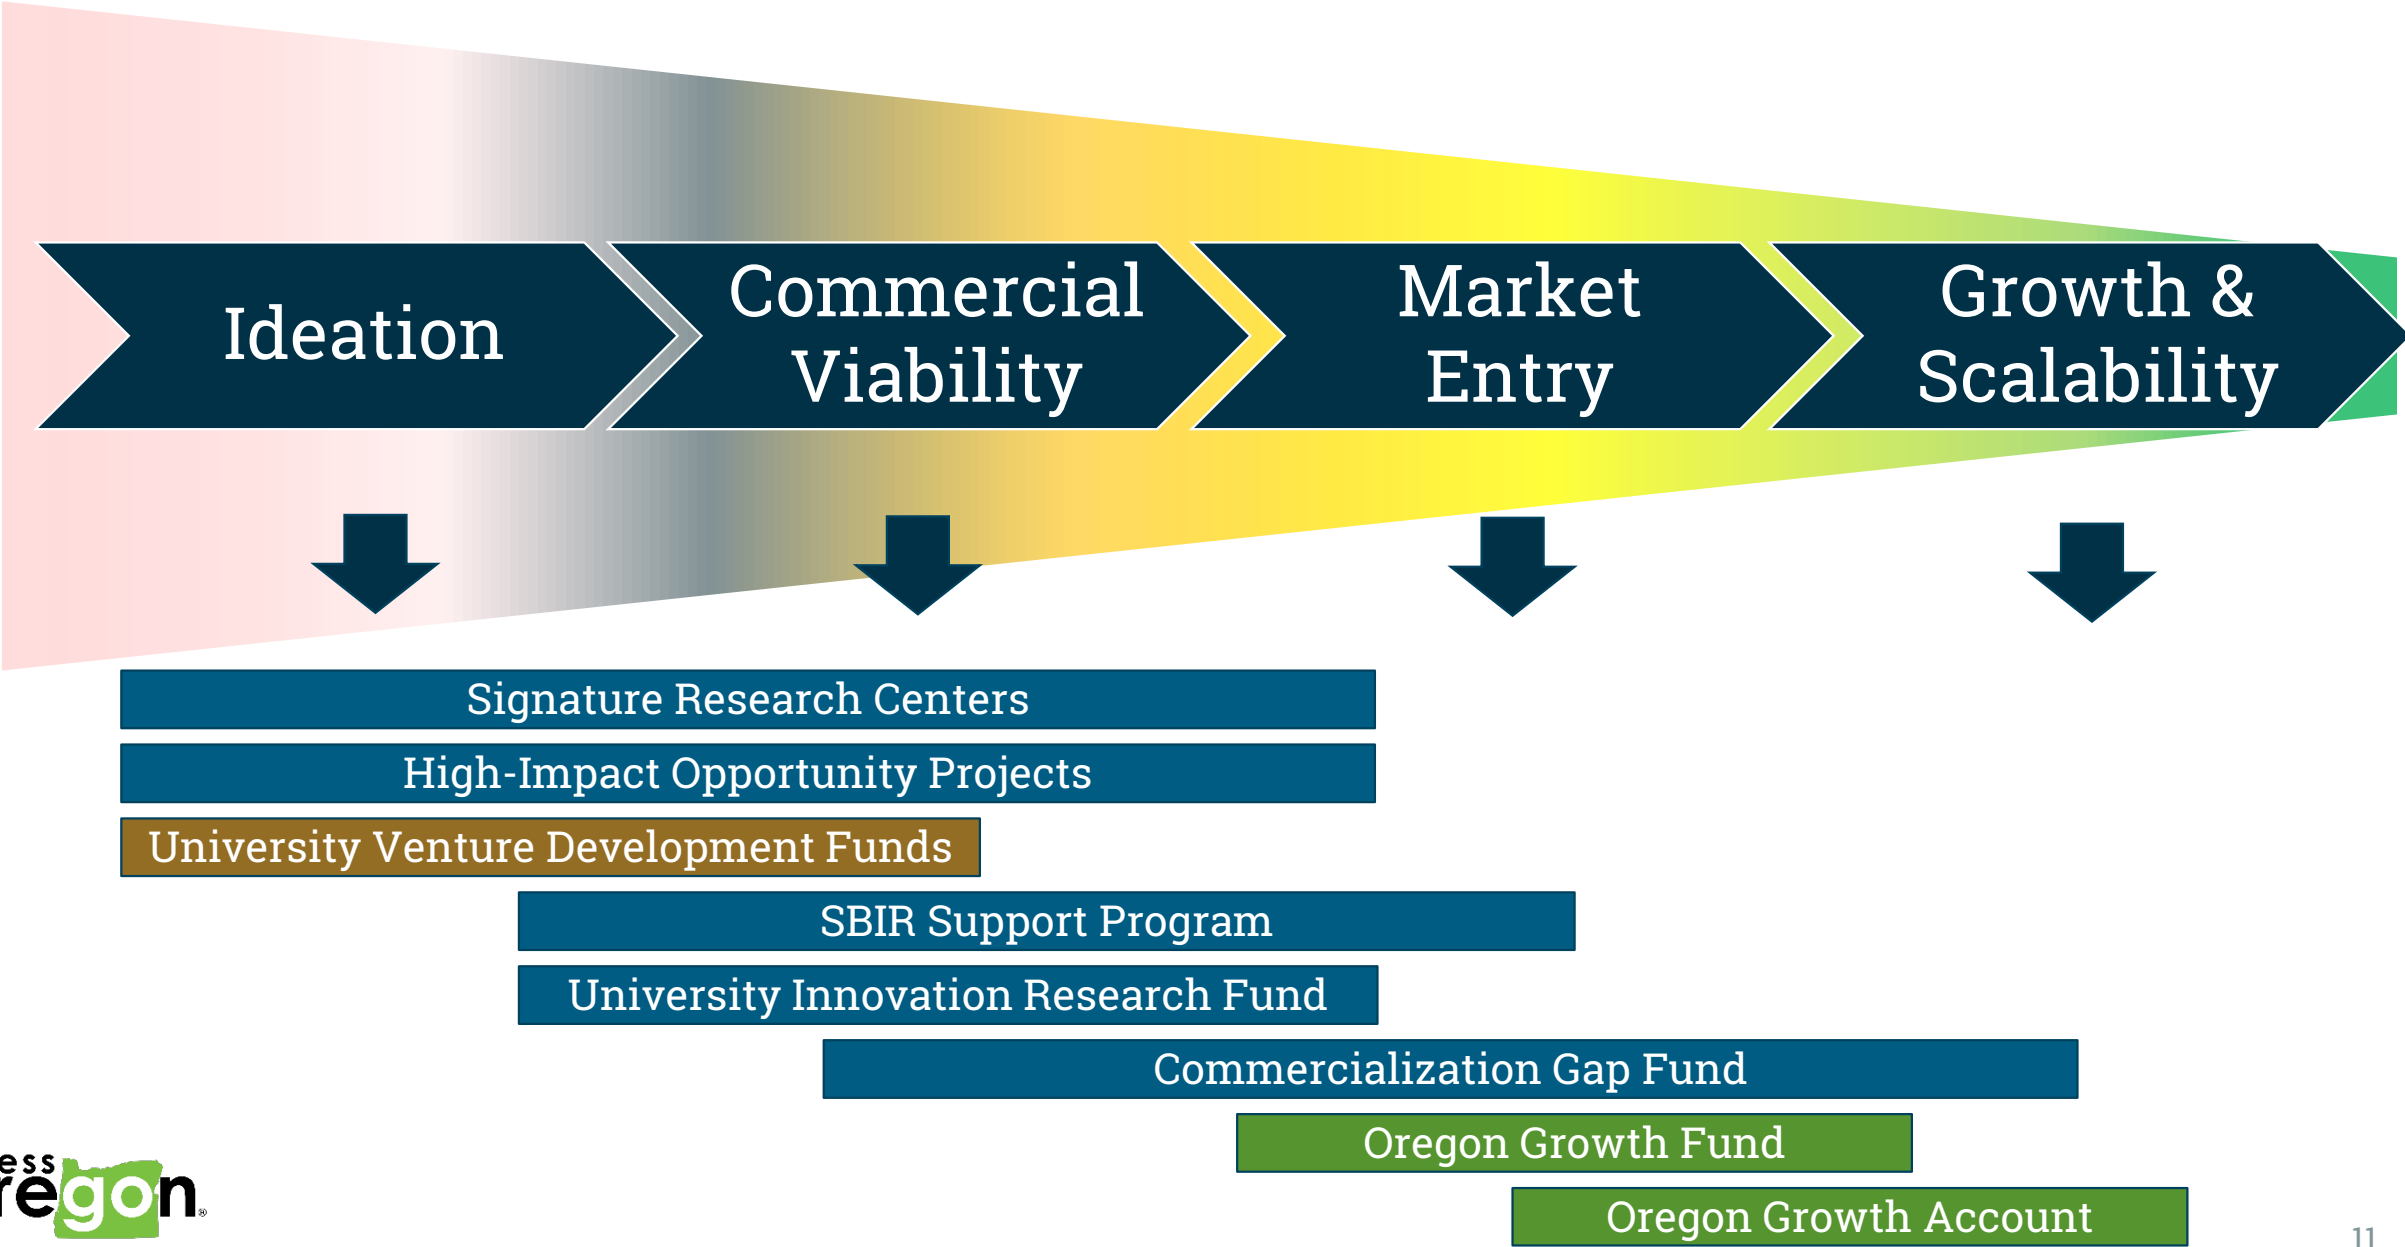 Ideation
Commercial
Viability
Market
Entry
Growth &
Scalability
Signature Research Centers
High-Impact Opportunity Projects
University Venture Development Funds
SBIR Support Program
University Innovation Research Fund
Commercialization Gap Fund
Oregon Growth Fund
Oregon Growth Account
ess
regon®
11